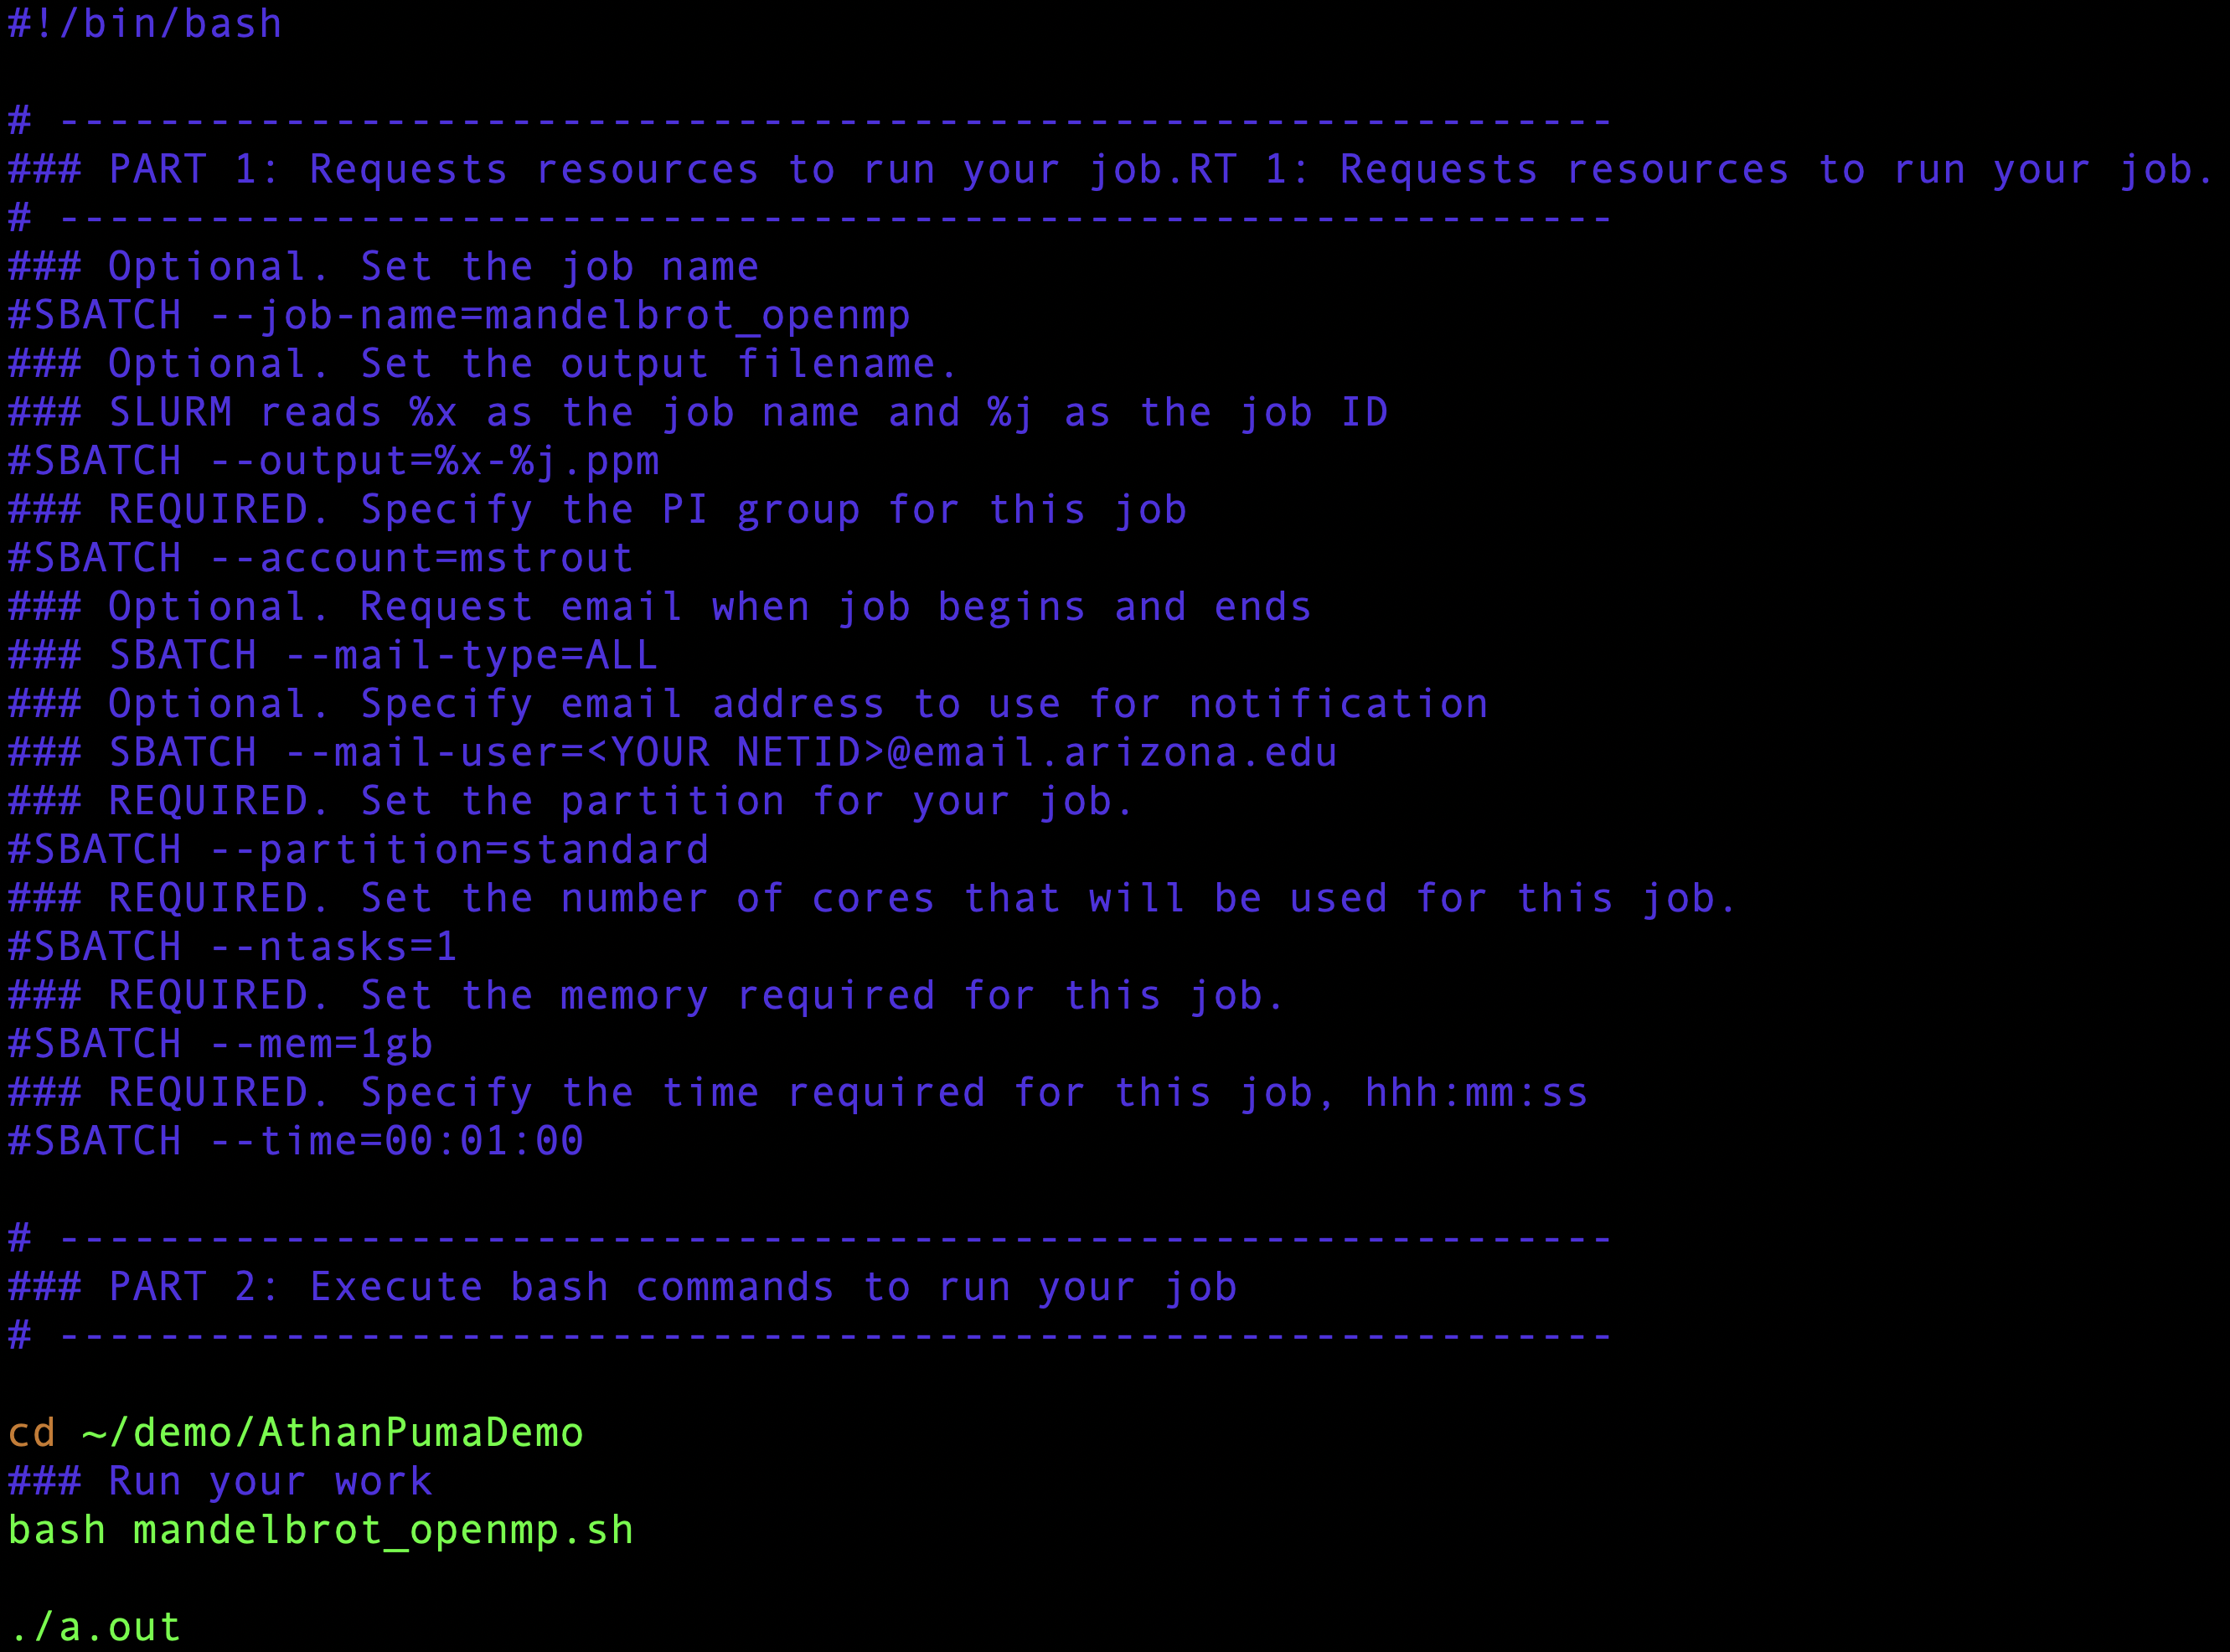 #!/bin/bash
# --------------------------------------------------------------
### PART 1: Requests resources to run your job.RT 1: Requests resources to run your job.
# --------------------------------------------------------------
### Optional. Set the job name
#SBATCH --job-name=mandelbrot_openmp
### Optional. Set the output filename.
### SLURM reads %x as the job name and %j as the job ID
#SBATCH --output=%x-%j.ppm
### REQUIRED. Specify the PI group for this job
#SBATCH --account=mstrout
### Optional. Request email when job begins and ends
### SBATCH --mail-type=ALL
### Optional. Specify email address to use for notification
### SBATCH --mail-user=<YOUR NETID>@email.arizona.edu
### REQUIRED. Set the partition for your job.
#SBATCH --partition=standard
### REQUIRED. Set the number of cores that will be used for this job.
#SBATCH --ntasks=1
### REQUIRED. Set the memory required for this job.
#SBATCH --mem=1gb
### REQUIRED. Specify the time required for this job, hhh:mm:ss
#SBATCH --time=00:01:00
# --------------------------------------------------------------
### PART 2: Execute bash commands to run your job
# --------------------------------------------------------------
cd ~/demo/AthanPumaDemo
### Run your work
bash mandelbrot_openmp.sh
./a.out